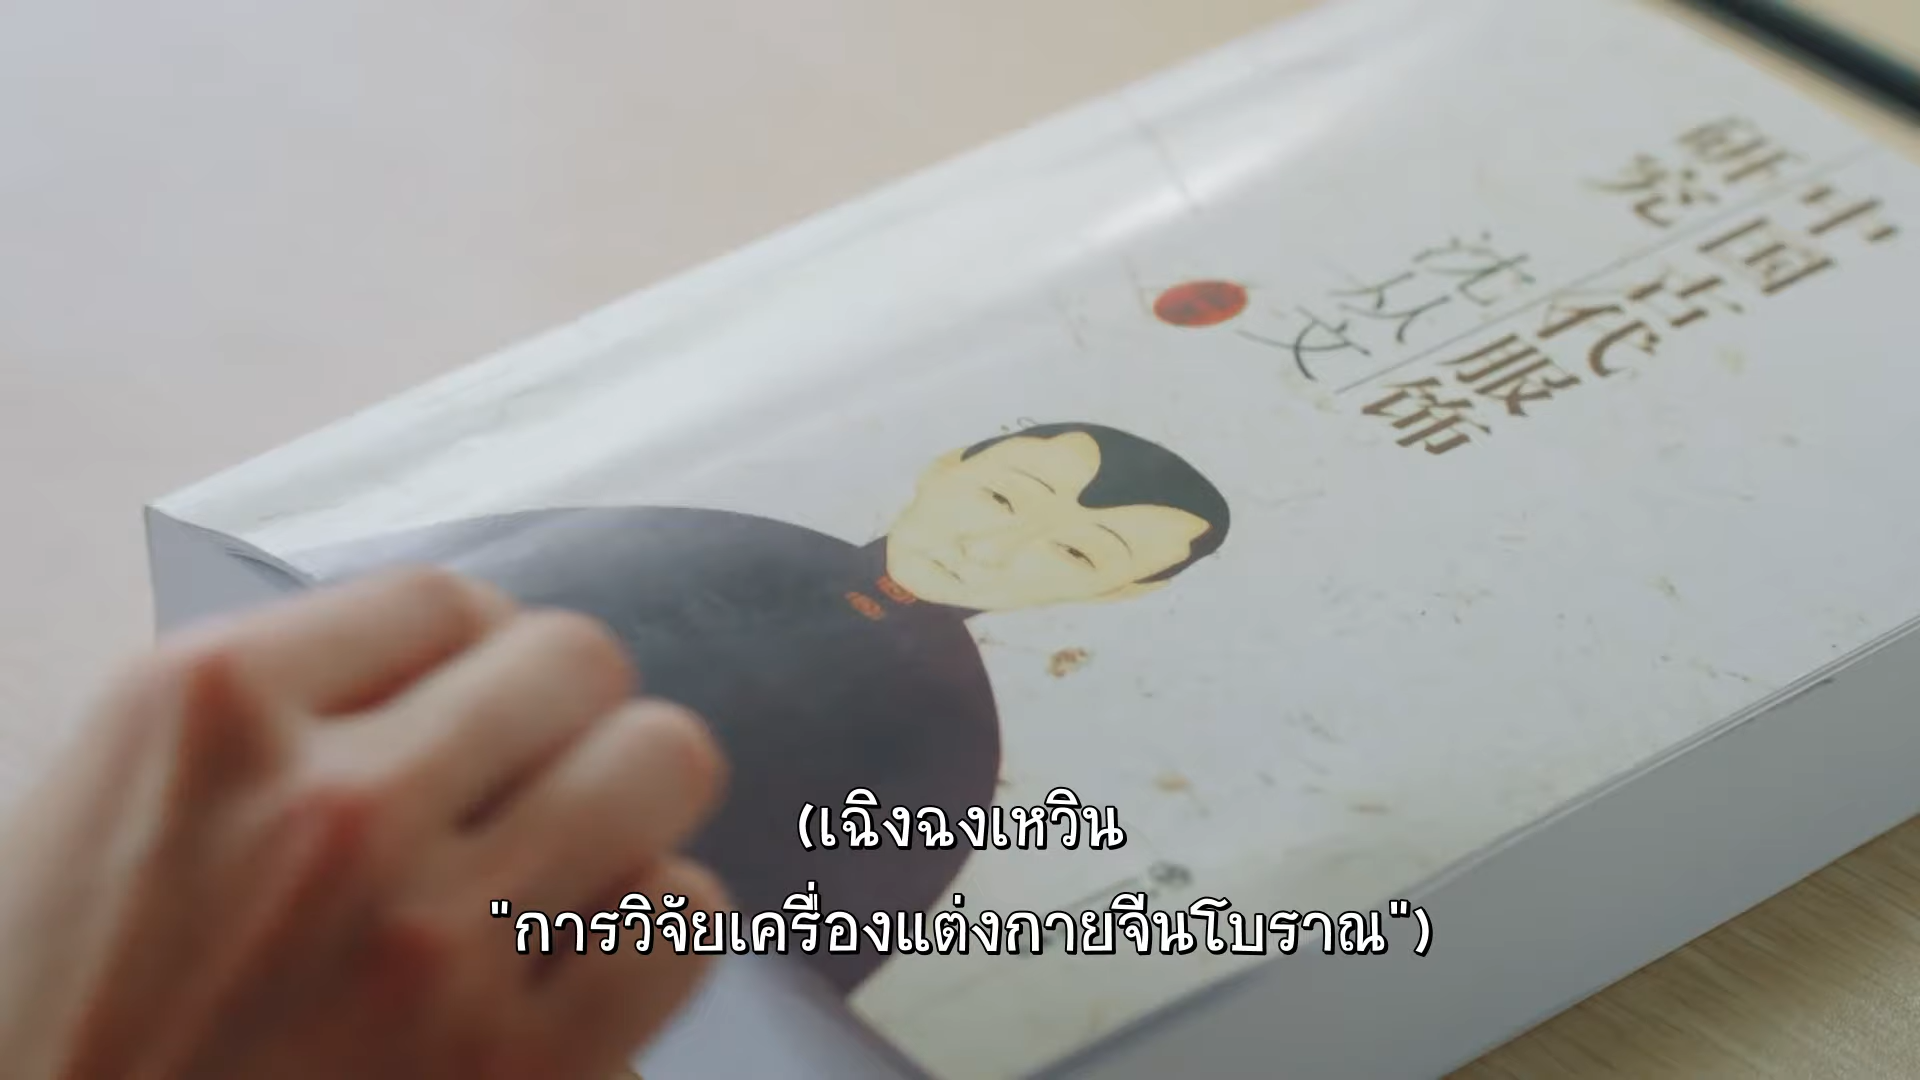 中国古代服饰
研究
沈从文
(เฉิงฉงเหวิน
"การวิจัยเครื่องแต่งกายจีนโบราณ")